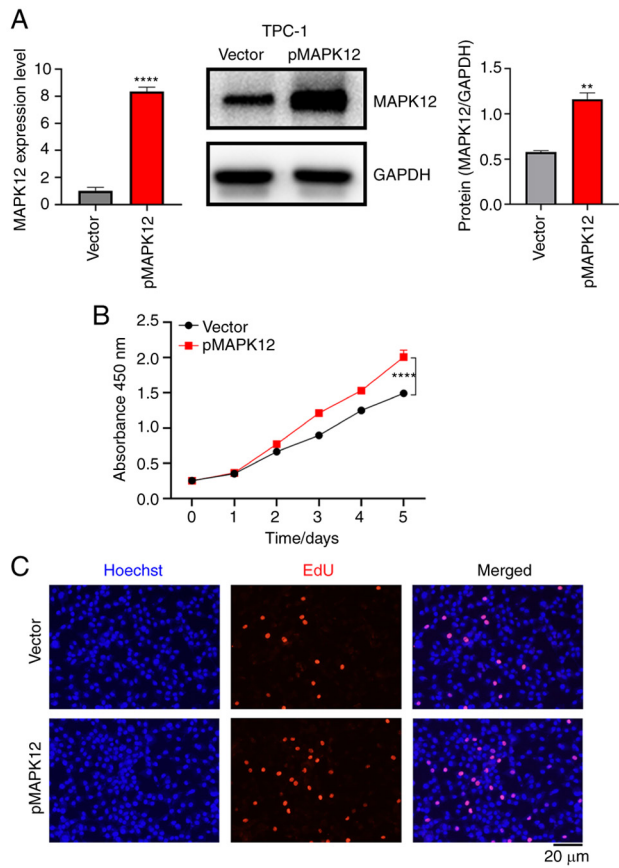 A
TPC-1
Vector pMAPK12
MAPK12
GAPDH
MAPK12 expression level
10
8
6
4
2
0
****
Vector
pMAPK12
Protein (MAPK12/GAPDH)
1.5
1.0
0.5
0.0
**
Vector
pMAPK12
B
Vector
pMAPK12
Absorbance 450 nm
2.5
2.0
1.5
1.0
0.5
0.0
****
0 1 2 3 4 5
Time/days
C
Hoechst EdU Merged
Vector
pMAPK12
20 μm